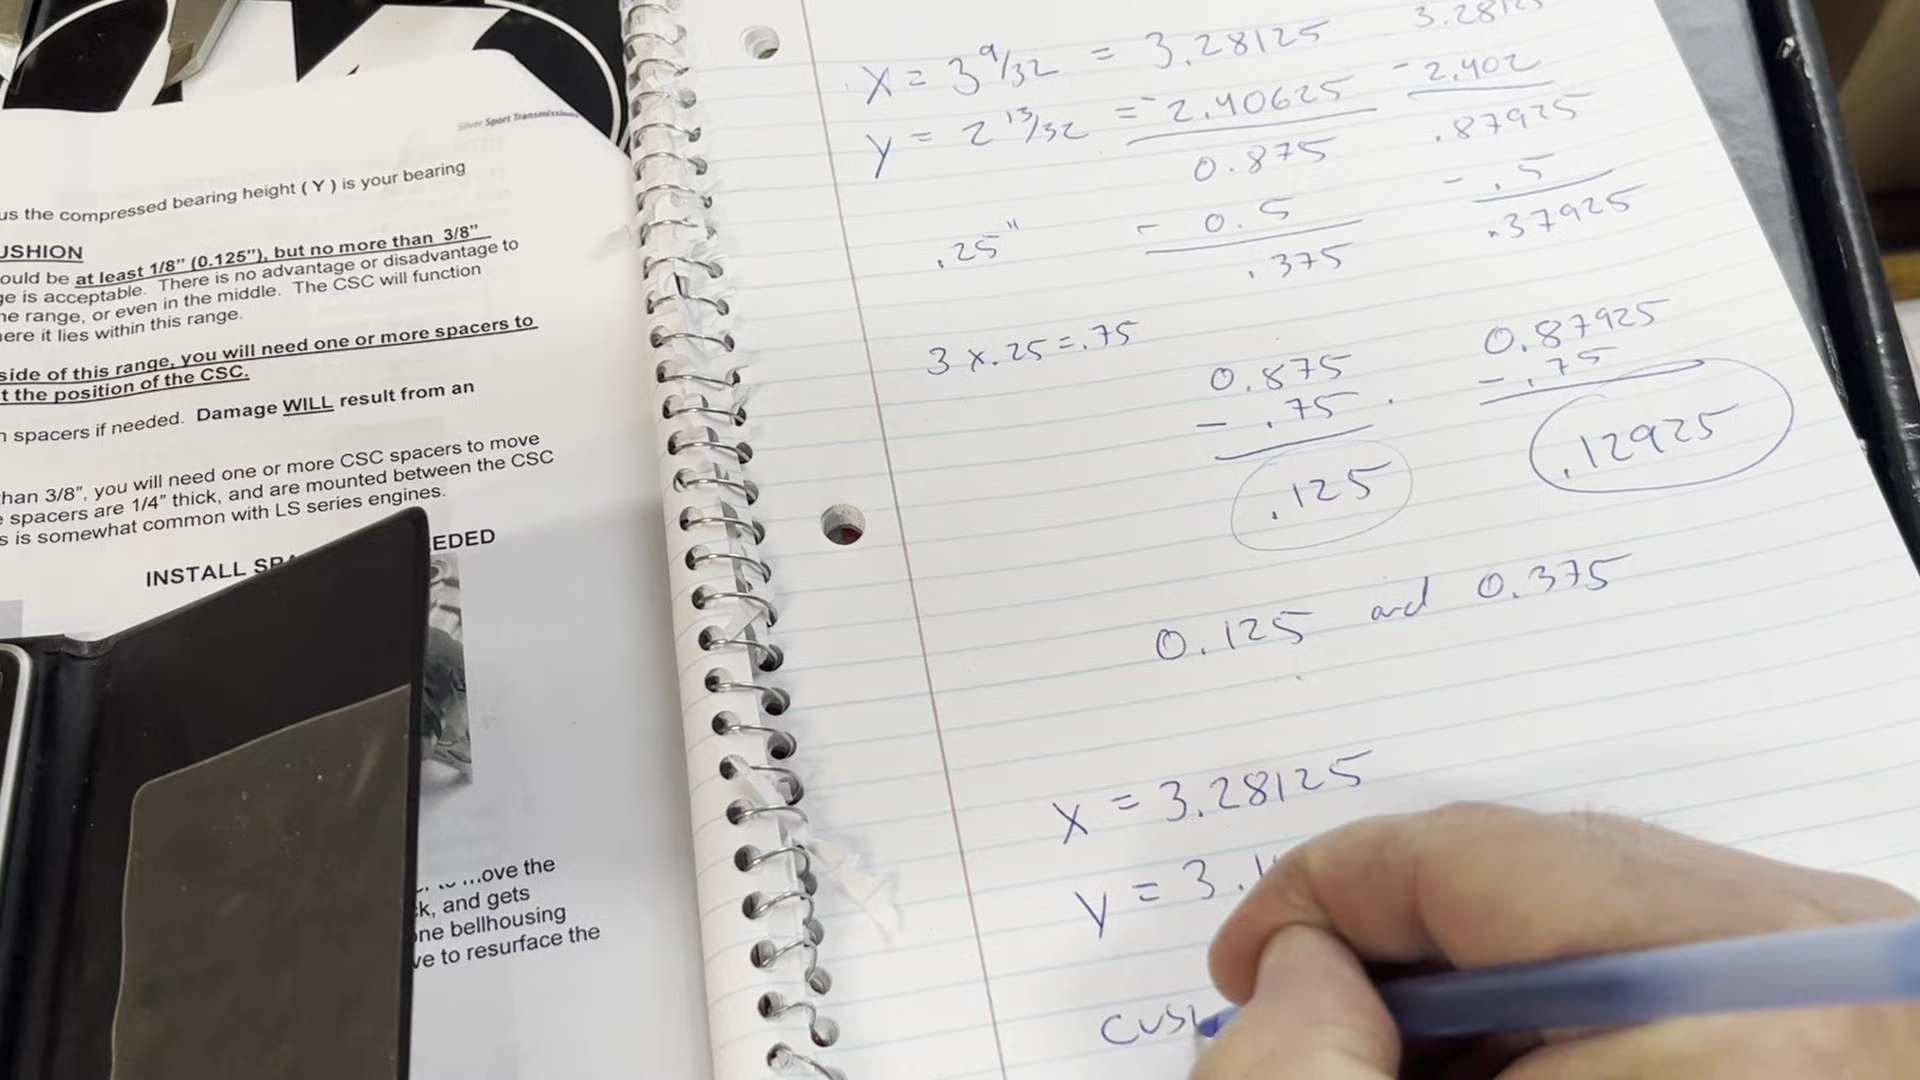 Silver Sport Transmissions
us the compressed bearing height ( Y ) is your bearing
USHION
ould be at least 1/8” (0.125”), but no more than 3/8”
ge is acceptable. There is no advantage or disadvantage to
he range, or even in the middle. The CSC will function
here it lies within this range.
side of this range, you will need one or more spacers to
t the position of the CSC.
n spacers if needed. Damage WILL result from an
han 3/8”, you will need one or more CSC spacers to move
e spacers are 1/4” thick, and are mounted between the CSC
s is somewhat common with LS series engines.
INSTALL SPA EEDED
ove the
ck, and gets
one bellhousing
ve to resurface the
X = 3 9/32 = 3.28125
Y = 2 13/32 = - 2.40625
0.875
.25" - 0.5
.375
3.28125
- 2.402
.87925
- .5
.37925
3 x .25 = .75
0.875
- .75
.125
0.87925
- .75
.12925
0.125 and 0.375
X = 3.28125
Y = 3.1
CUS